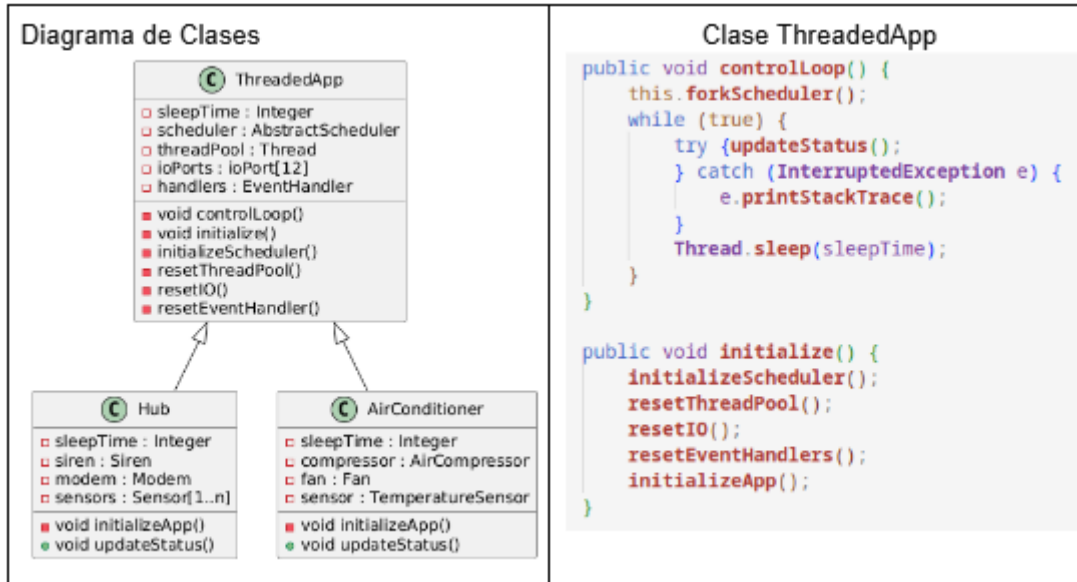 Diagrama de Clases
C ThreadedApp
sleepTime : Integer
scheduler : AbstractScheduler
threadPool : Thread
ioPorts : ioPort[12]
handlers : EventHandler
void controlLoop()
void initialize()
initializeScheduler()
resetThreadPool()
resetIO()
resetEventHandler()
C Hub
sleepTime : Integer
siren : Siren
modem : Modem
sensors : Sensor[1..n]
void initializeApp()
void updateStatus()
C AirConditioner
sleepTime : Integer
compressor : AirCompressor
fan : Fan
sensor : TemperatureSensor
void initializeApp()
void updateStatus()
Clase ThreadedApp
public void controlLoop() {
this.forkScheduler();
while (true) {
try {updateStatus();
} catch (InterruptedException e) {
e.printStackTrace();
}
Thread.sleep(sleepTime);
}
}
public void initialize() {
initializeScheduler();
resetThreadPool();
resetIO();
resetEventHandlers();
initializeApp();
}